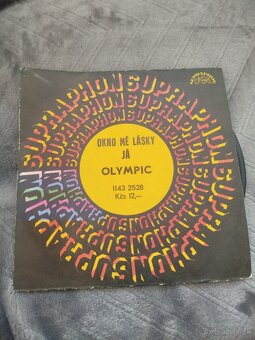 SUPRAPHON
OKNO MÉ LÁSKY
JÁ
OLYMPIC
1143 2528
Kčs 12,–